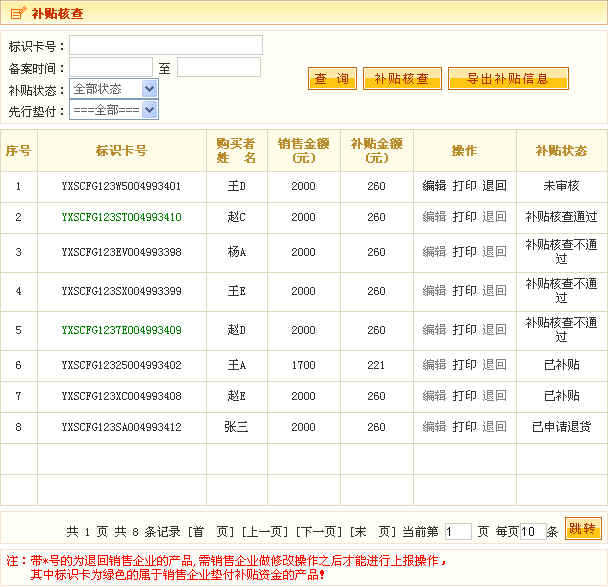 补贴核查
标识卡号：
备案时间： 至
补贴状态： 全部状态
先行垫付： ===全部===
查 询 补贴核查 导出补贴信息
序号 标识卡号 购买者姓 名 销售金额(元) 补贴金额(元) 操作 补贴状态
1 YXSCFG123W5004993401 王D 2000 260 编辑 打印 退回 未审核
2 YXSCFG123ST004993410 赵C 2000 260 编辑 打印 退回 补贴核查通过
3 YXSCFG123EV004993398 杨A 2000 260 编辑 打印 退回 补贴核查不通过
4 YXSCFG123SX004993399 王E 2000 260 编辑 打印 退回 补贴核查不通过
5 YXSCFG123TE004993409 赵D 2000 260 编辑 打印 退回 补贴核查不通过
6 YXSCFG12325004993402 王A 1700 221 编辑 打印 退回 已补贴
7 YXSCFG123XC004993408 赵E 2000 260 编辑 打印 退回 已补贴
8 YXSCFG123SA004993412 张三 2000 260 编辑 打印 退回 已申请退货
共 1 页 共 8 条记录 [首 页] [上一页] [下一页] [末 页] 当前第 1 页 每页10 条 跳转
注：带*号的为退回销售企业的产品,需销售企业做修改操作之后才能进行上报操作，
其中标识卡为绿色的属于销售企业垫付补贴资金的产品!